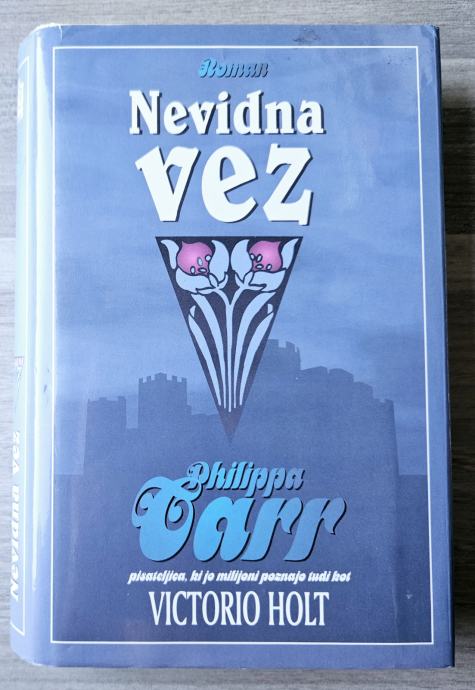 Roman
Nevidna
vez
Philippa
Carr
pisateljica, ki jo milijoni poznajo tudi kot
VICTORIO HOLT
Nevidna vez